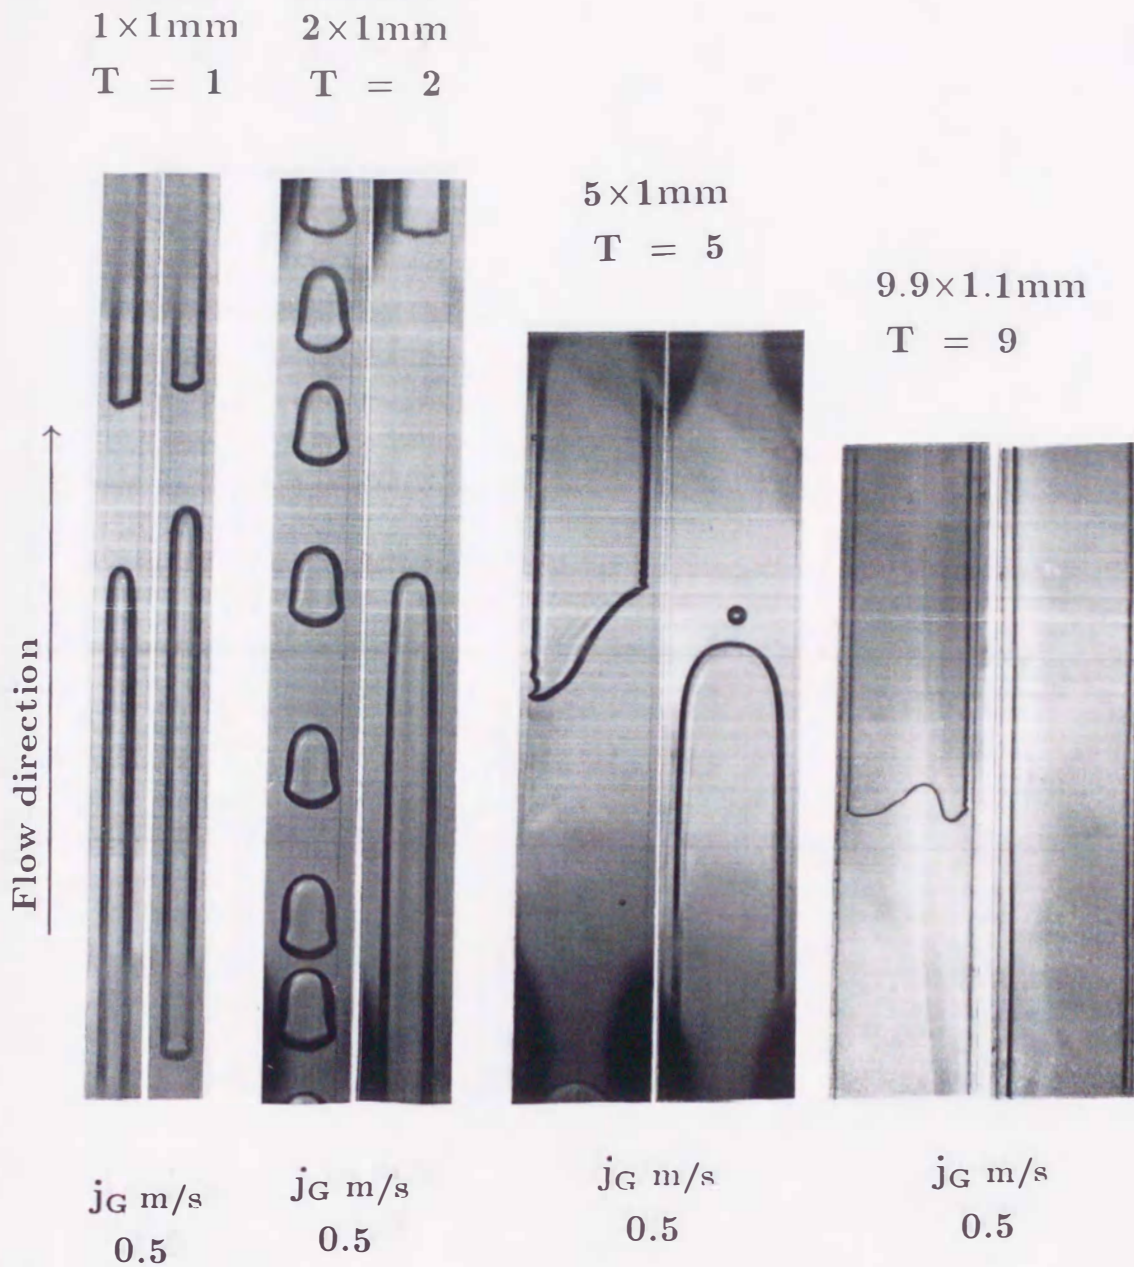 1×1mm
T = 1
2×1mm
T = 2
5×1mm
T = 5
9.9×1.1mm
T = 9
Flow direction
jG m/s
0.5
jG m/s
0.5
jG m/s
0.5
jG m/s
0.5